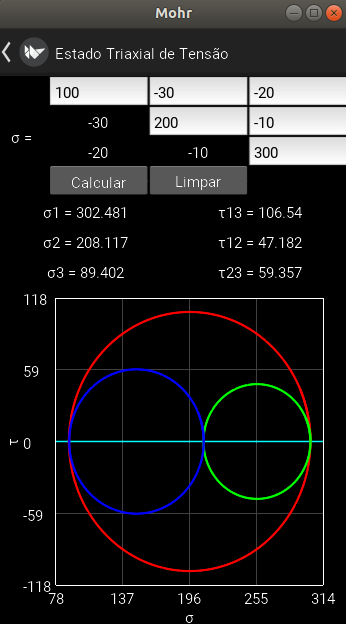 Mohr
Estado Triaxial de Tensão
100 -30 -20
σ = -30 200 -10
-20 -10 300
Calcular Limpar
σ1 = 302.481 τ13 = 106.54
σ2 = 208.117 τ12 = 47.182
σ3 = 89.402 τ23 = 59.357
118
59
τ 0
-59
-118
78 137 196 255 314
σ